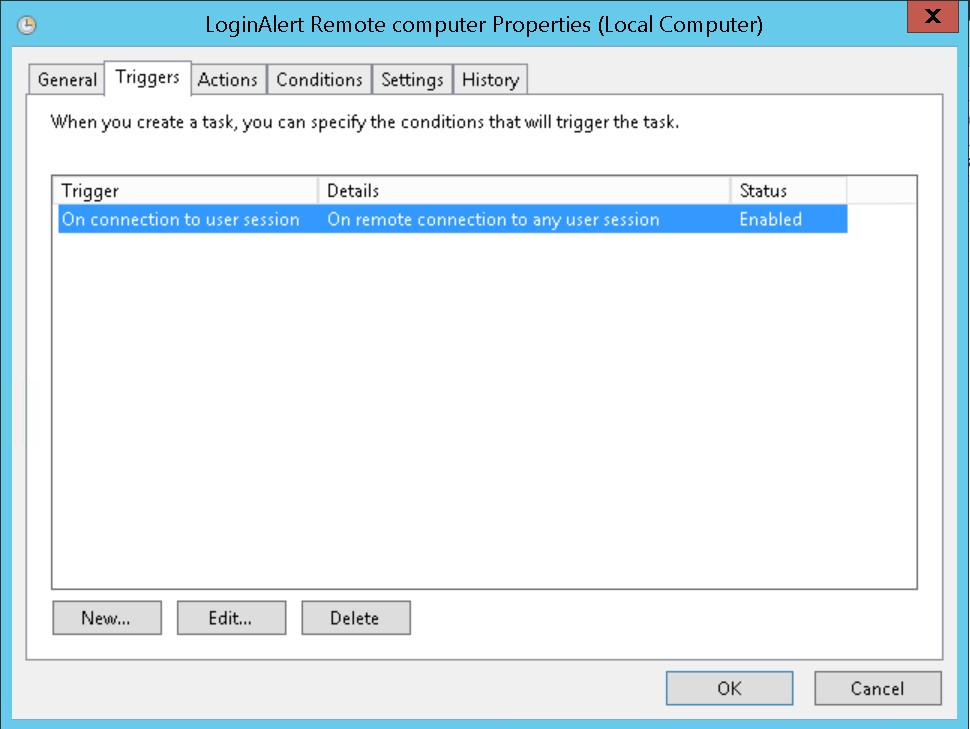 LoginAlert Remote computer Properties (Local Computer)
X
General Triggers Actions Conditions Settings History
When you create a task, you can specify the conditions that will trigger the task.
Trigger Details Status
On connection to user session On remote connection to any user session Enabled
New... Edit... Delete
OK Cancel